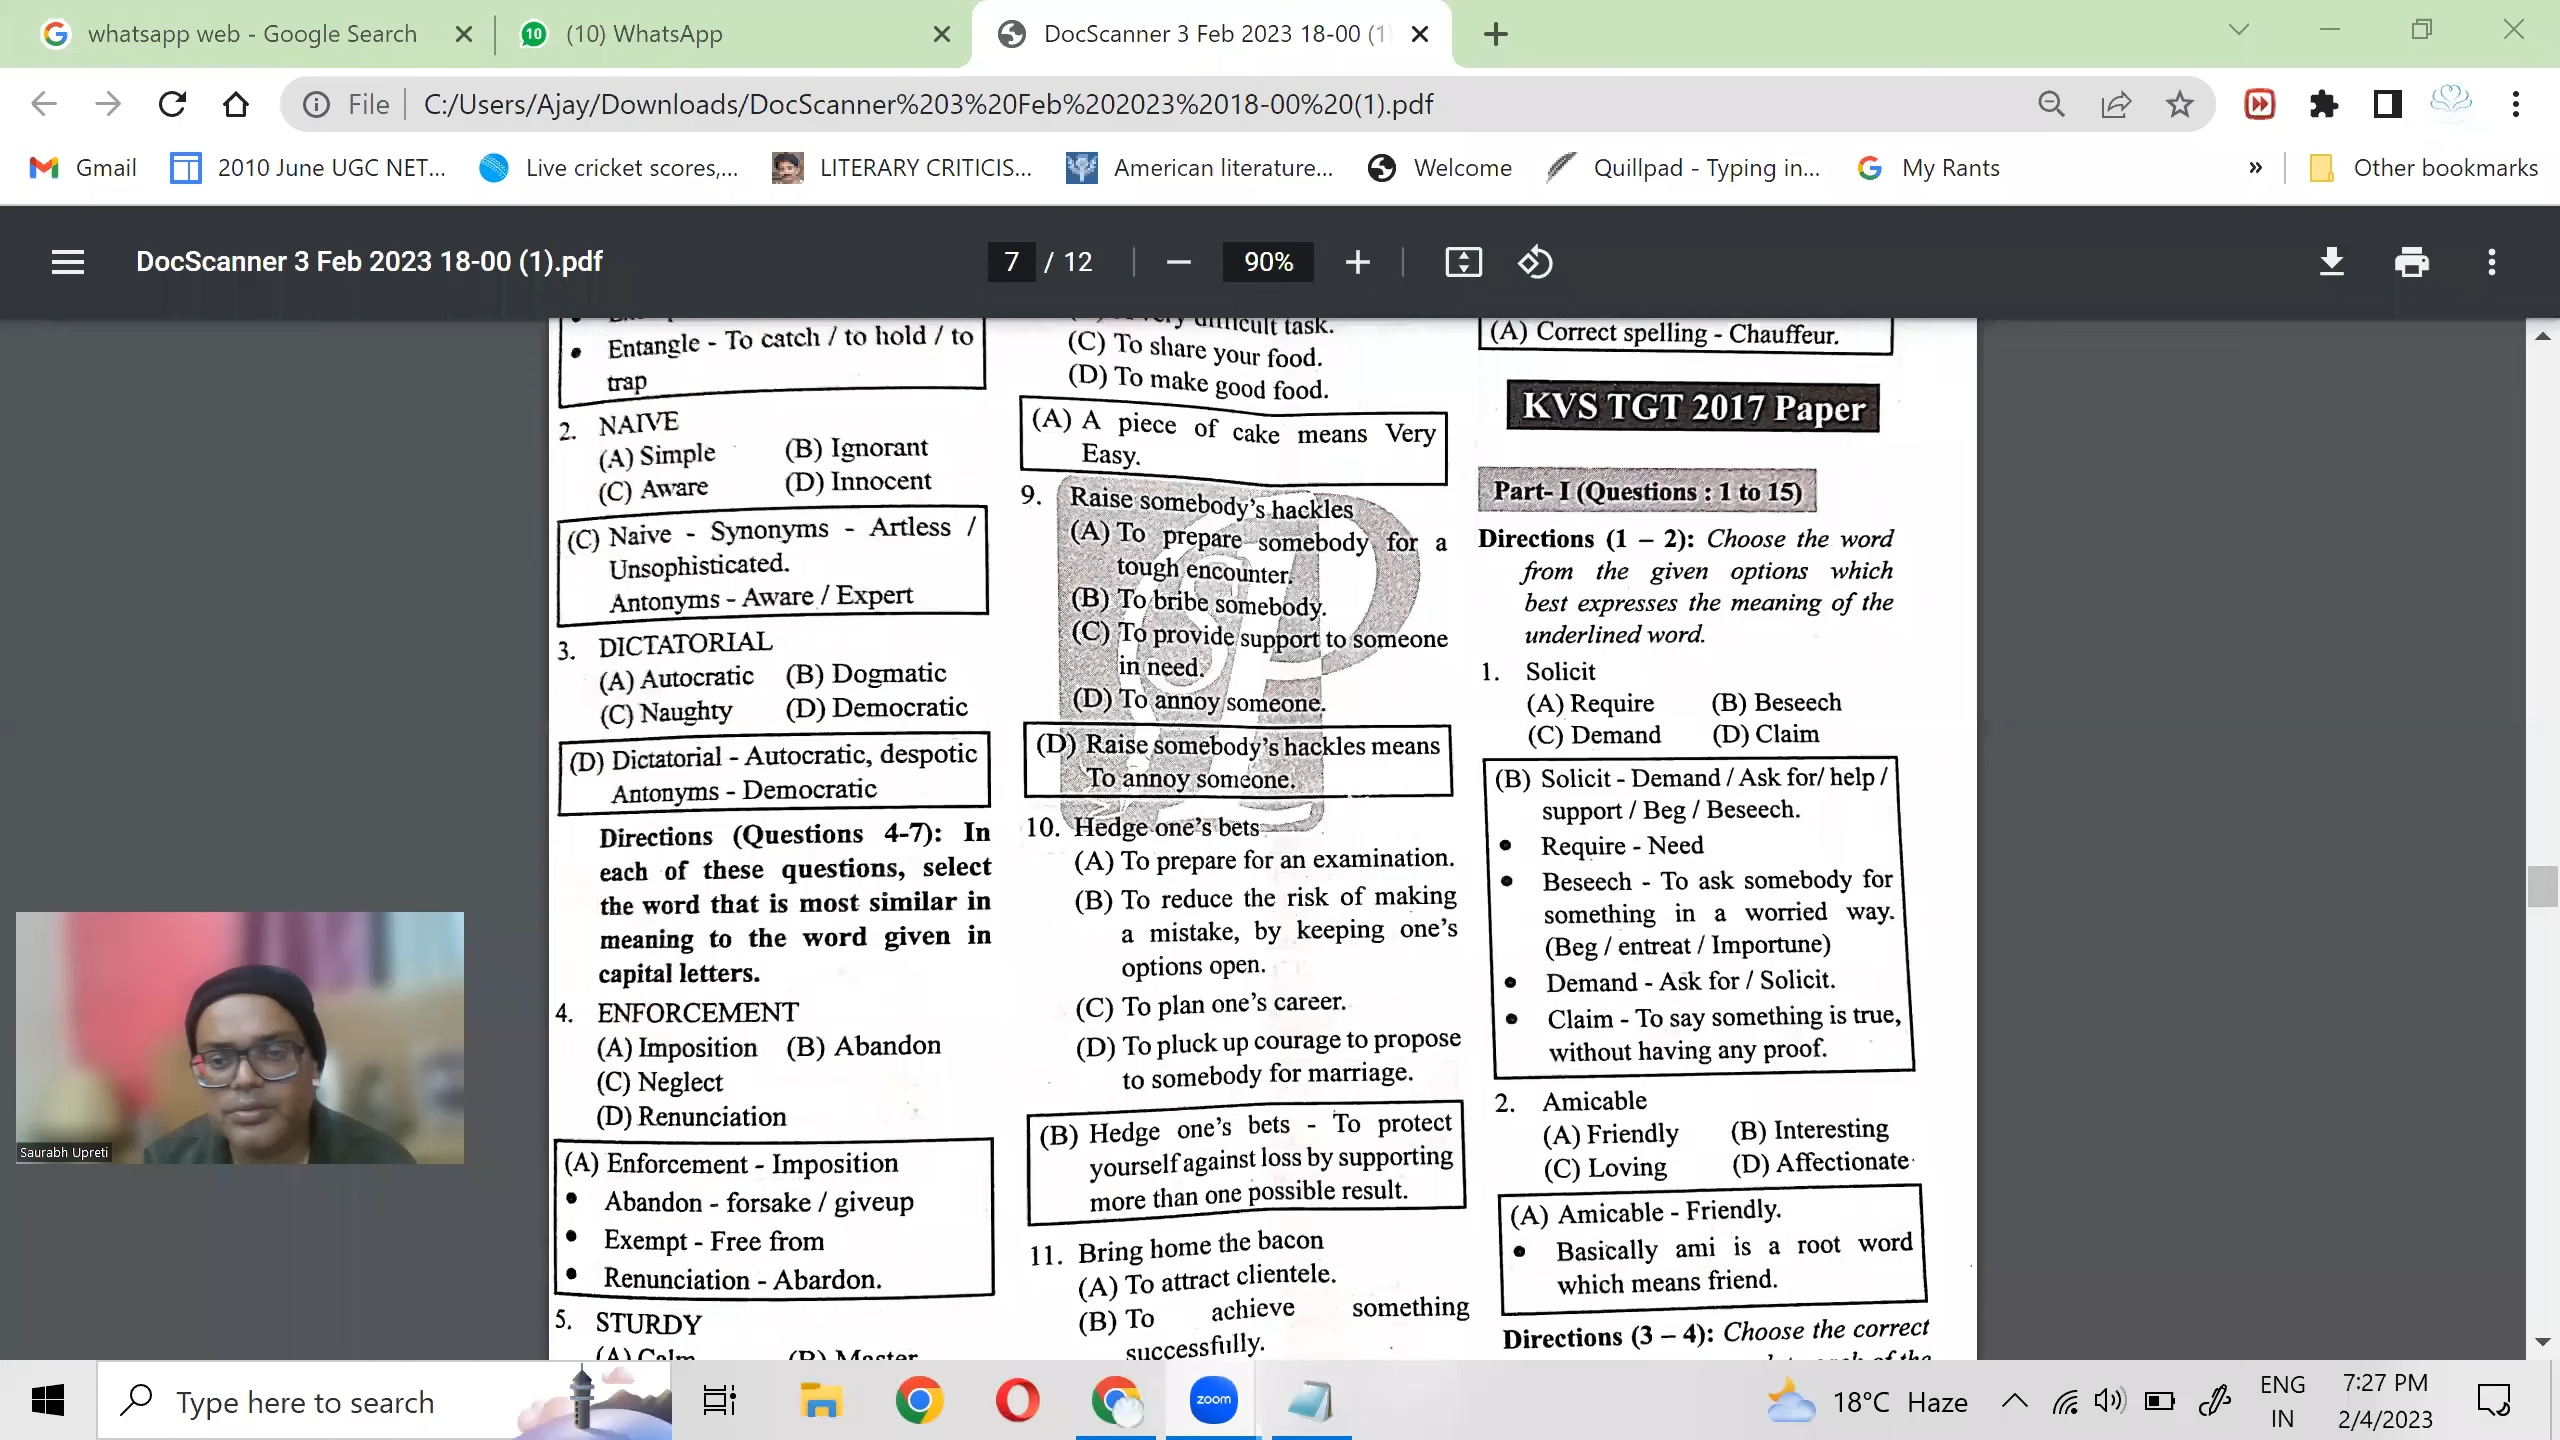 whatsapp web - Google Search
(10) WhatsApp
DocScanner 3 Feb 2023 18-00 (1
File
C:/Users/Ajay/Downloads/DocScanner%203%20Feb%202023%2018-00%20(1).pdf
Gmail
2010 June UGC NET...
Live cricket scores,...
LITERARY CRITICIS...
American literature...
Welcome
Quillpad - Typing in...
My Rants
»
Other bookmarks
DocScanner 3 Feb 2023 18-00 (1).pdf
7 / 12
90%
• Entangle - To catch / to hold / to
trap
2. NAIVE
(A) Simple (B) Ignorant
(C) Aware (D) Innocent
(C) Naive - Synonyms - Artless /
Unsophisticated.
Antonyms - Aware / Expert
3. DICTATORIAL
(A) Autocratic (B) Dogmatic
(C) Naughty (D) Democratic
(D) Dictatorial - Autocratic, despotic
Antonyms - Democratic
Directions (Questions 4-7): In
each of these questions, select
the word that is most similar in
meaning to the word given in
capital letters.
4. ENFORCEMENT
(A) Imposition (B) Abandon
(C) Neglect
(D) Renunciation
(A) Enforcement - Imposition
• Abandon - forsake / giveup
• Exempt - Free from
• Renunciation - Abardon.
5. STURDY
(A) Calm (B) Master
very difficult task.
(C) To share your food.
(D) To make good food.
(A) A piece of cake means Very
Easy.
9. Raise somebody's hackles
(A) To prepare somebody for a
tough encounter.
(B) To bribe somebody.
(C) To provide support to someone
in need.
(D) To annoy someone.
(D) Raise somebody's hackles means
To annoy someone.
10. Hedge one's bets
(A) To prepare for an examination.
(B) To reduce the risk of making
a mistake, by keeping one's
options open.
(C) To plan one's career.
(D) To pluck up courage to propose
to somebody for marriage.
(B) Hedge one's bets - To protect
yourself against loss by supporting
more than one possible result.
11. Bring home the bacon
(A) To attract clientele.
(B) To achieve something
successfully.
(A) Correct spelling - Chauffeur.
KVS TGT 2017 Paper
Part- I (Questions : 1 to 15)
Directions (1 – 2): Choose the word
from the given options which
best expresses the meaning of the
underlined word.
1. Solicit
(A) Require (B) Beseech
(C) Demand (D) Claim
(B) Solicit - Demand / Ask for/ help /
support / Beg / Beseech.
• Require - Need
• Beseech - To ask somebody for
something in a worried way.
(Beg / entreat / Importune)
• Demand - Ask for / Solicit.
• Claim - To say something is true,
without having any proof.
2. Amicable
(A) Friendly (B) Interesting
(C) Loving (D) Affectionate
(A) Amicable - Friendly.
• Basically ami is a root word
which means friend.
Directions (3 – 4): Choose the correct
Saurabh Upreti
Type here to search
zoom
18°C Haze
ENG
IN
7:27 PM
2/4/2023